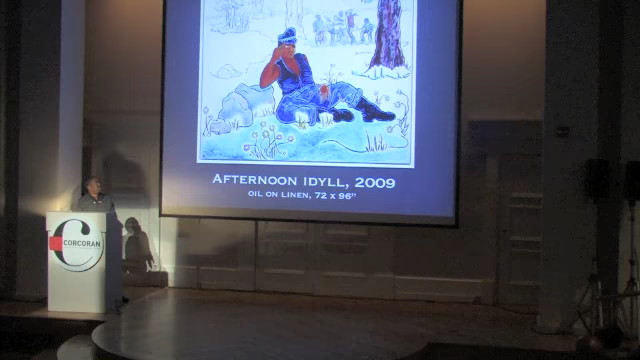 AFTERNOON IDYLL, 2009
OIL ON LINEN, 72 X 96"
CORCORAN